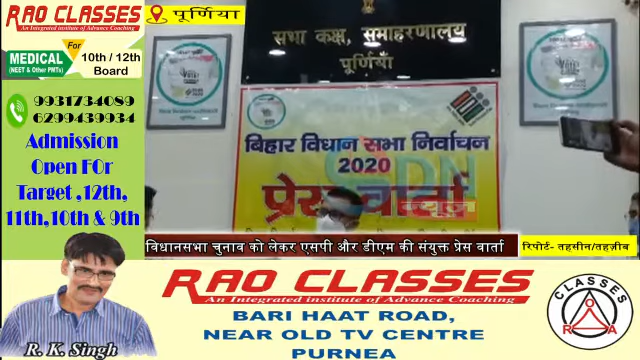 RAO CLASSES
An Integrated institute of Advance Coaching
MEDICAL
(NEET & Other PMTs)
For
10th / 12th
Board
9931734089
6299439934
Admission
Open FOr
Target ,12th,
11th,10th & 9th
R. K. Singh
पूर्णिया
सभा कक्ष, समाहरणालय
पूर्णियाँ
बिहार विधान सभा निर्वाचन
2020
प्रेस वार्ता
SDN
न्यूज़
विधानसभा चुनाव को लेकर एसपी और डीएम की संयुक्त प्रेस वार्ता
रिपोर्ट- तहसीन/तहज़ीब
RAO CLASSES
An Integrated institute of Advance Coaching
BARI HAAT ROAD,
NEAR OLD TV CENTRE
PURNEA
CLASSES
R O A